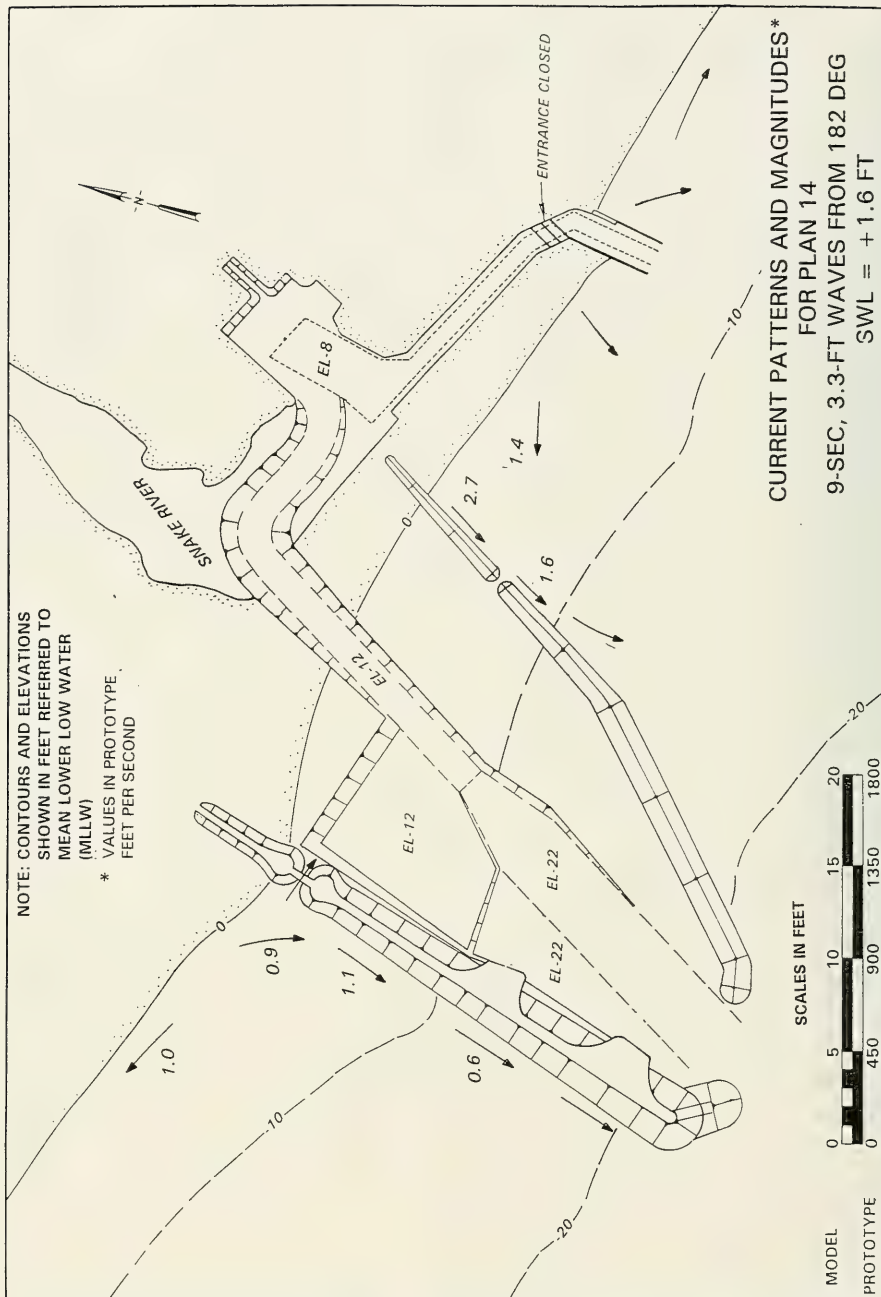 NOTE: CONTOURS AND ELEVATIONS
SHOWN IN FEET REFERRED TO
MEAN LOWER LOW WATER
(MLLW)
* VALUES IN PROTOTYPE
FEET PER SECOND
-N-
SNAKE RIVER
EL-8
ENTRANCE CLOSED
0
0
EL-12
EL-12
EL-22
EL-22
1.0
0.9
1.1
0.6
2.7
1.4
1.6
-10
-10
-20
-20
SCALES IN FEET
MODEL 0 5 10 15 20
PROTOTYPE 0 450 900 1350 1800
CURRENT PATTERNS AND MAGNITUDES*
FOR PLAN 14
9-SEC, 3.3-FT WAVES FROM 182 DEG
SWL = +1.6 FT